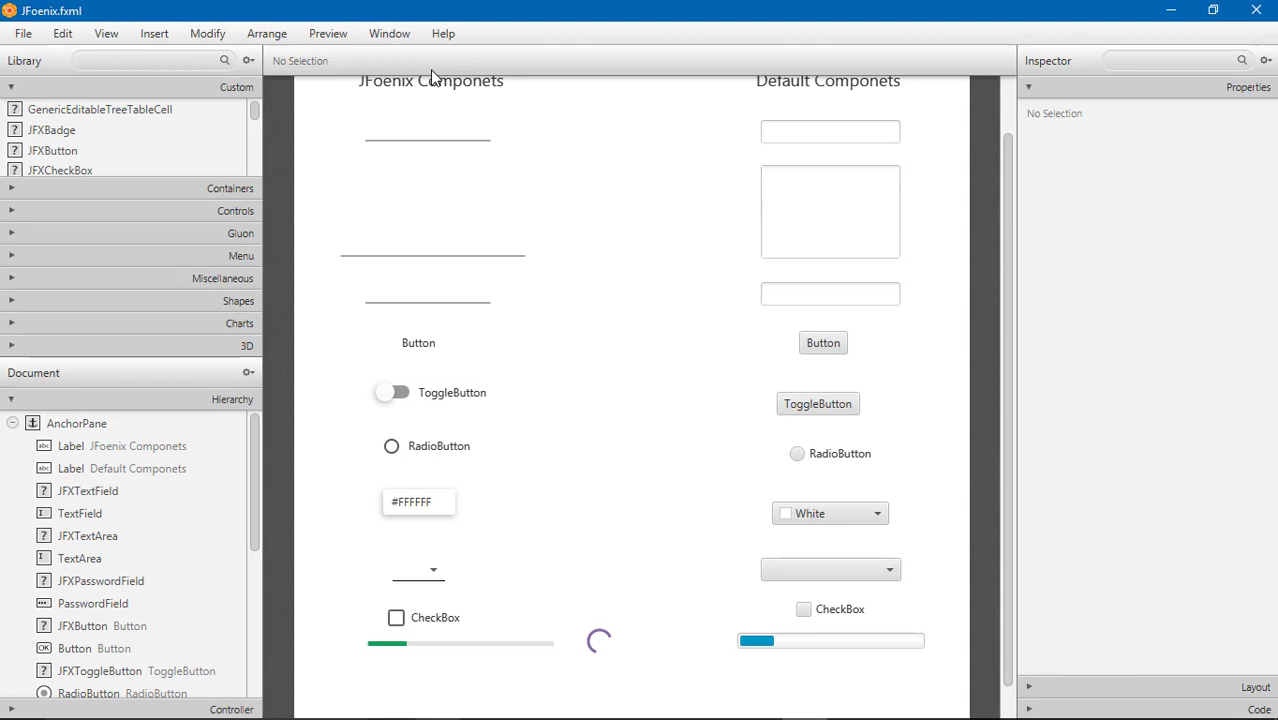 JFoenix.fxml
File Edit View Insert Arrange Modify Preview Window Help
Library
No Selection
Inspector
Custom
GenericEditableTreeTableCell
JFXBadge
JFXButton
JFXCheckBox
Containers
Controls
Gluon
Menu
Miscellaneous
Shapes
Charts
3D
Document
Hierarchy
AnchorPane
Label JFoenix Componets
Label Default Componets
JFXTextField
TextField
JFXTextArea
TextArea
JFXPasswordField
PasswordField
JFXButton Button
Button Button
JFXToggleButton ToggleButton
RadioButton RadioButton
Controller
JFoenix Componets
Button
ToggleButton
RadioButton
#FFFFFF
CheckBox
Default Componets
Button
ToggleButton
RadioButton
White
CheckBox
Properties
No Selection
Layout
Code